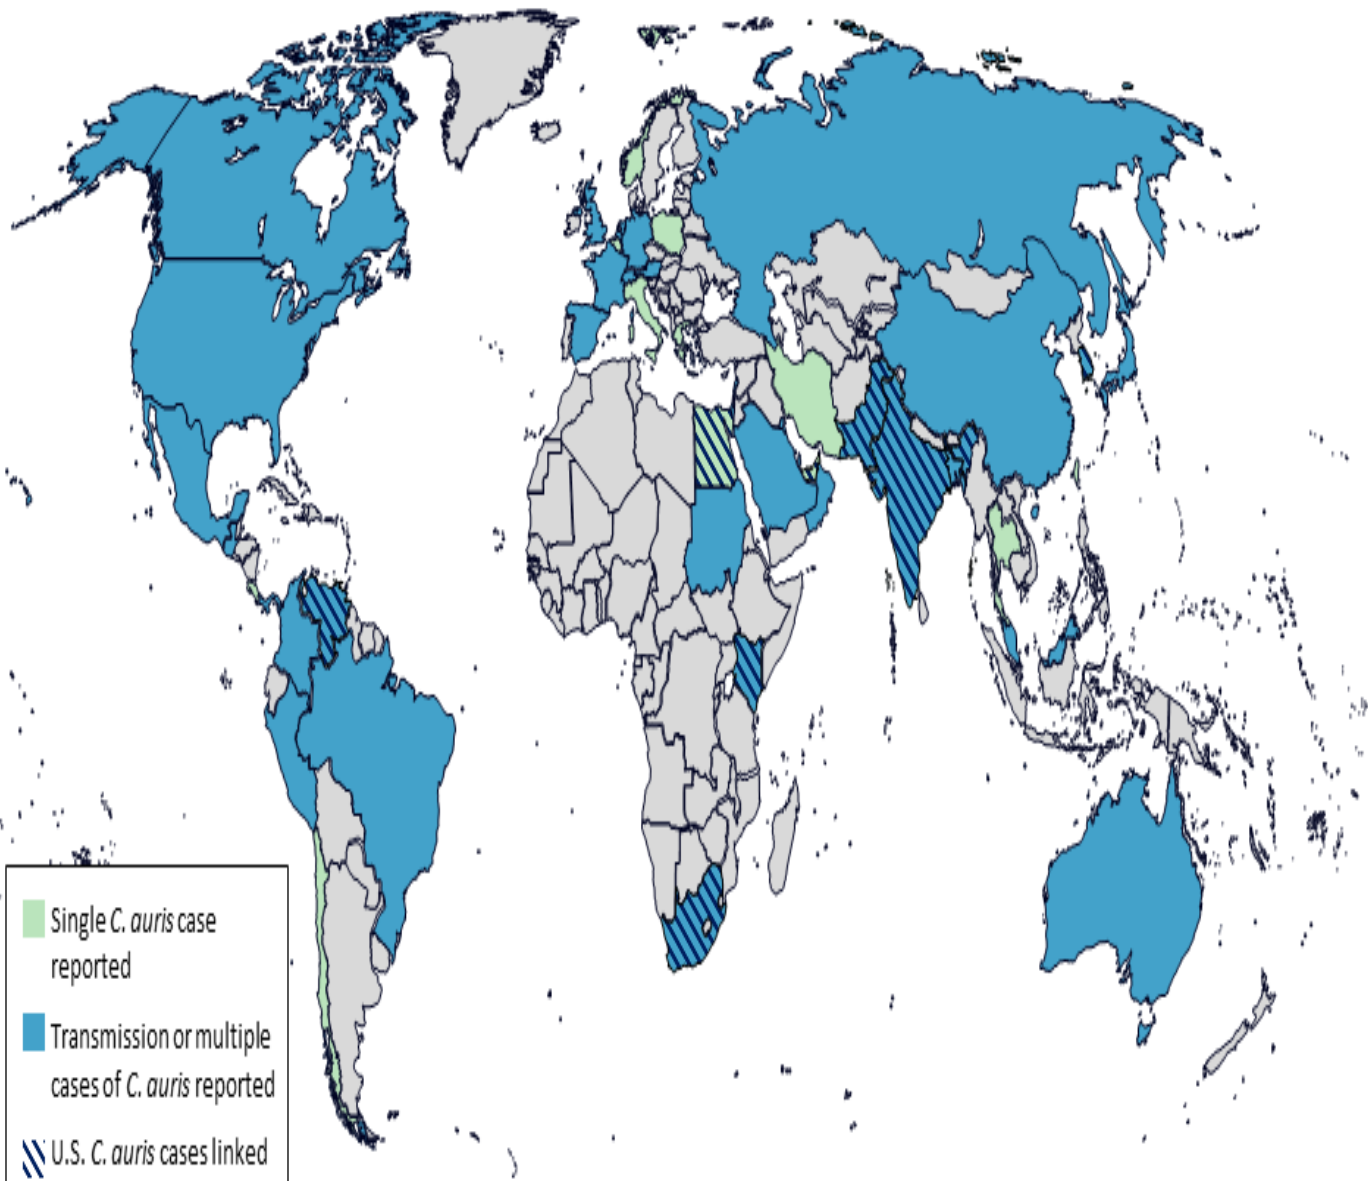 Single C. auris case
reported
Transmission or multiple
cases of C. auris reported
U.S. C. auris cases linked